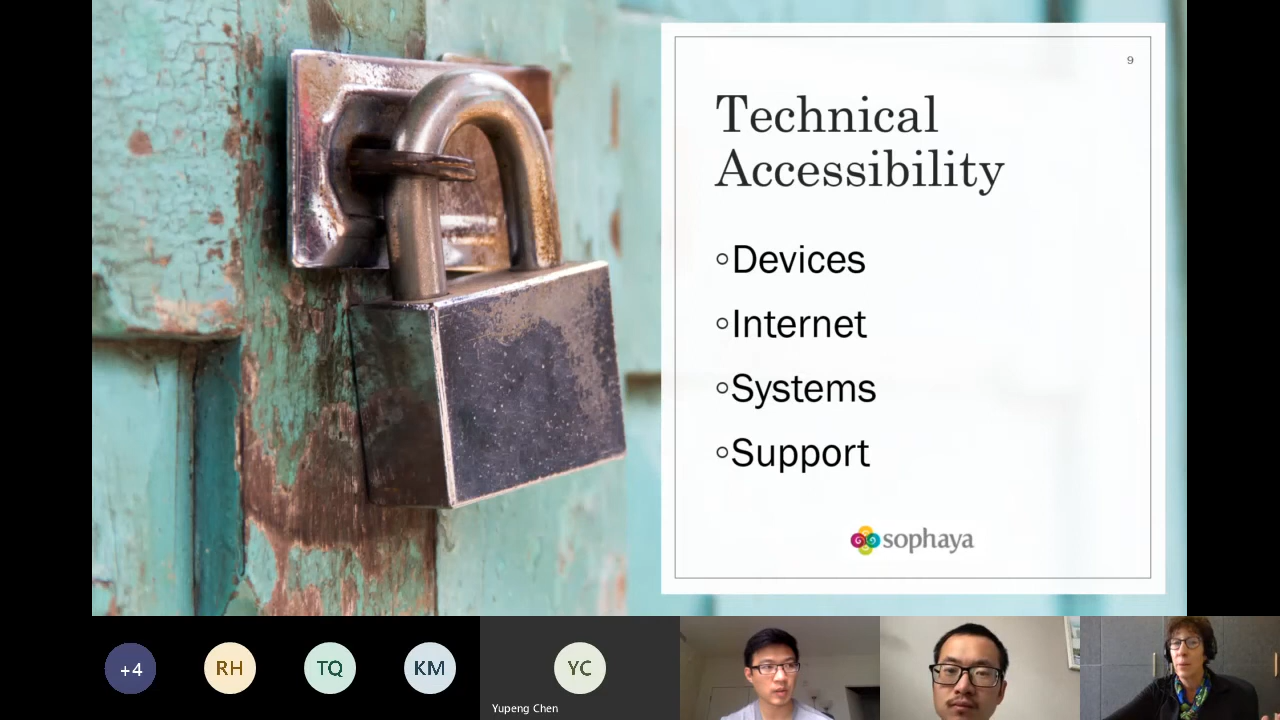 9
Technical
Accessibility
Devices
Internet
Systems
Support
sophaya
+4
RH
TQ
KM
YC
Yupeng Chen